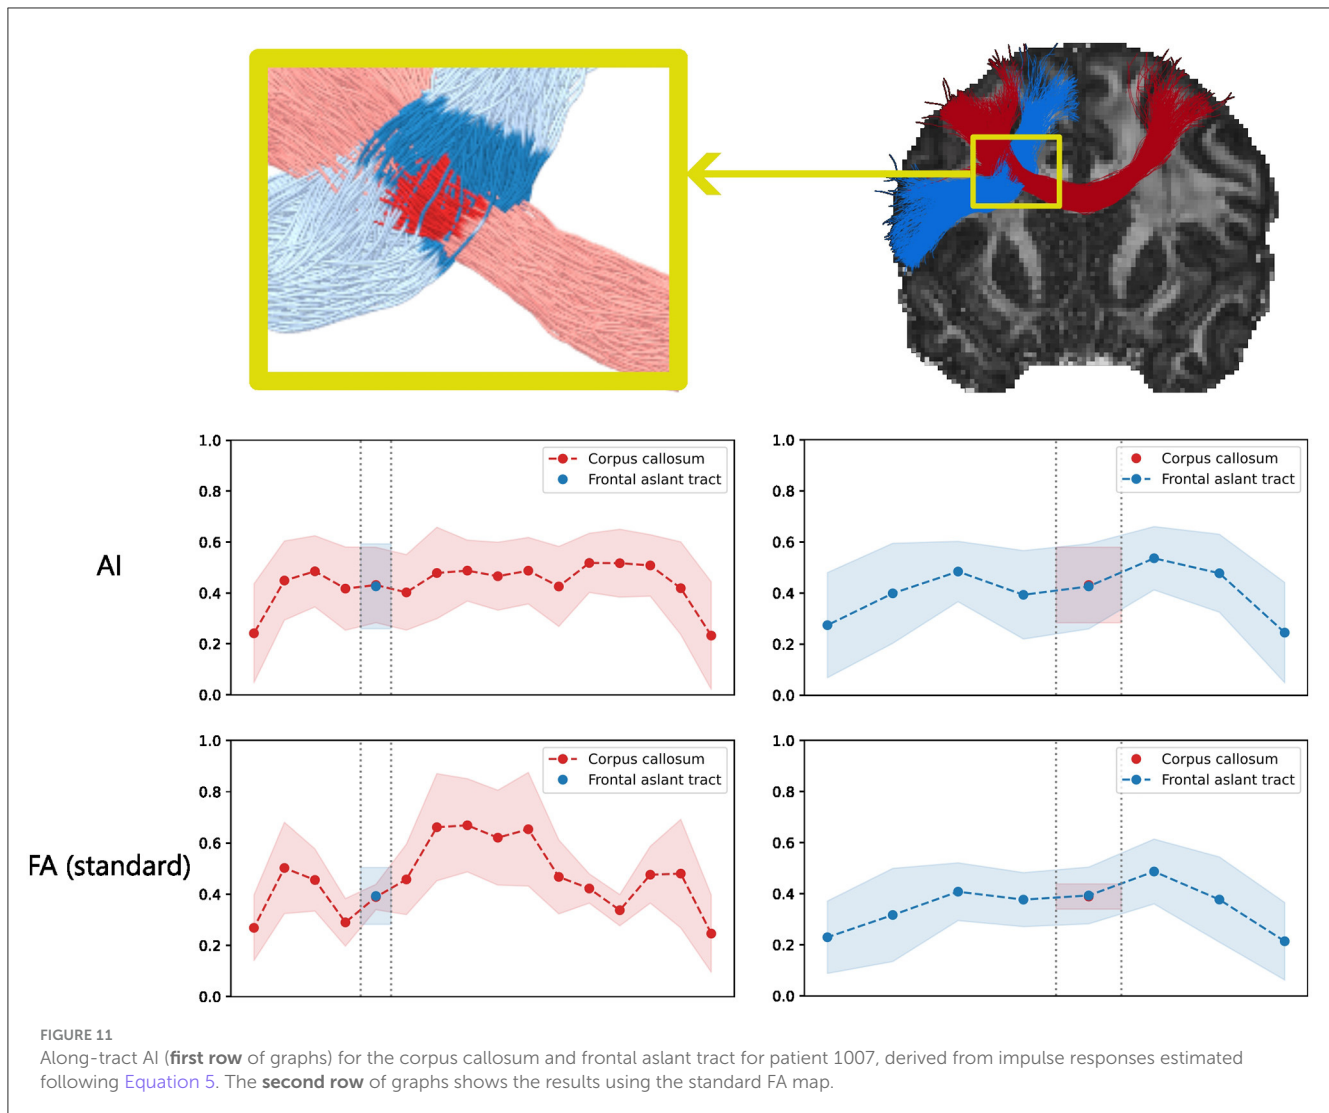 AI
1.0
0.8
0.6
0.4
0.2
0.0
Corpus callosum
Frontal aslant tract
1.0
0.8
0.6
0.4
0.2
0.0
Corpus callosum
Frontal aslant tract
FA (standard)
1.0
0.8
0.6
0.4
0.2
0.0
Corpus callosum
Frontal aslant tract
1.0
0.8
0.6
0.4
0.2
0.0
Corpus callosum
Frontal aslant tract
FIGURE 11
Along-tract AI (first row of graphs) for the corpus callosum and frontal aslant tract for patient 1007, derived from impulse responses estimated
following Equation 5. The second row of graphs shows the results using the standard FA map.